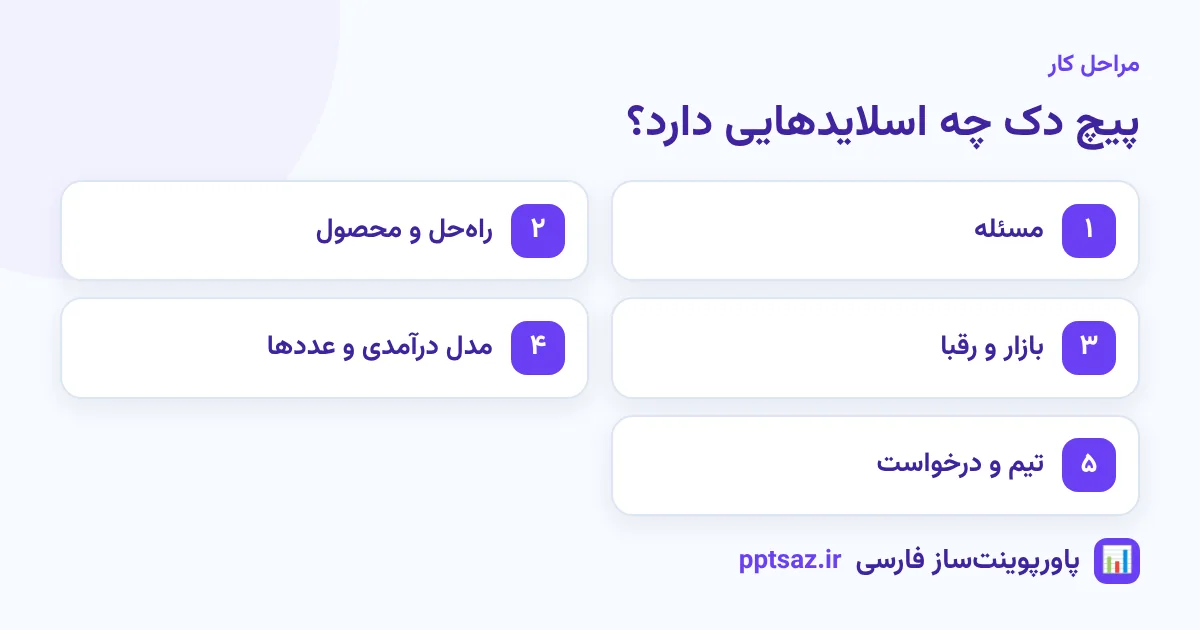 مراحل کار
پیچ دک چه اسلایدهایی دارد؟
۱ مسئله
۲ راه‌حل و محصول
۳ بازار و رقبا
۴ مدل درآمدی و عددها
۵ تیم و درخواست
پاورپوینت‌ساز فارسی pptsaz.ir